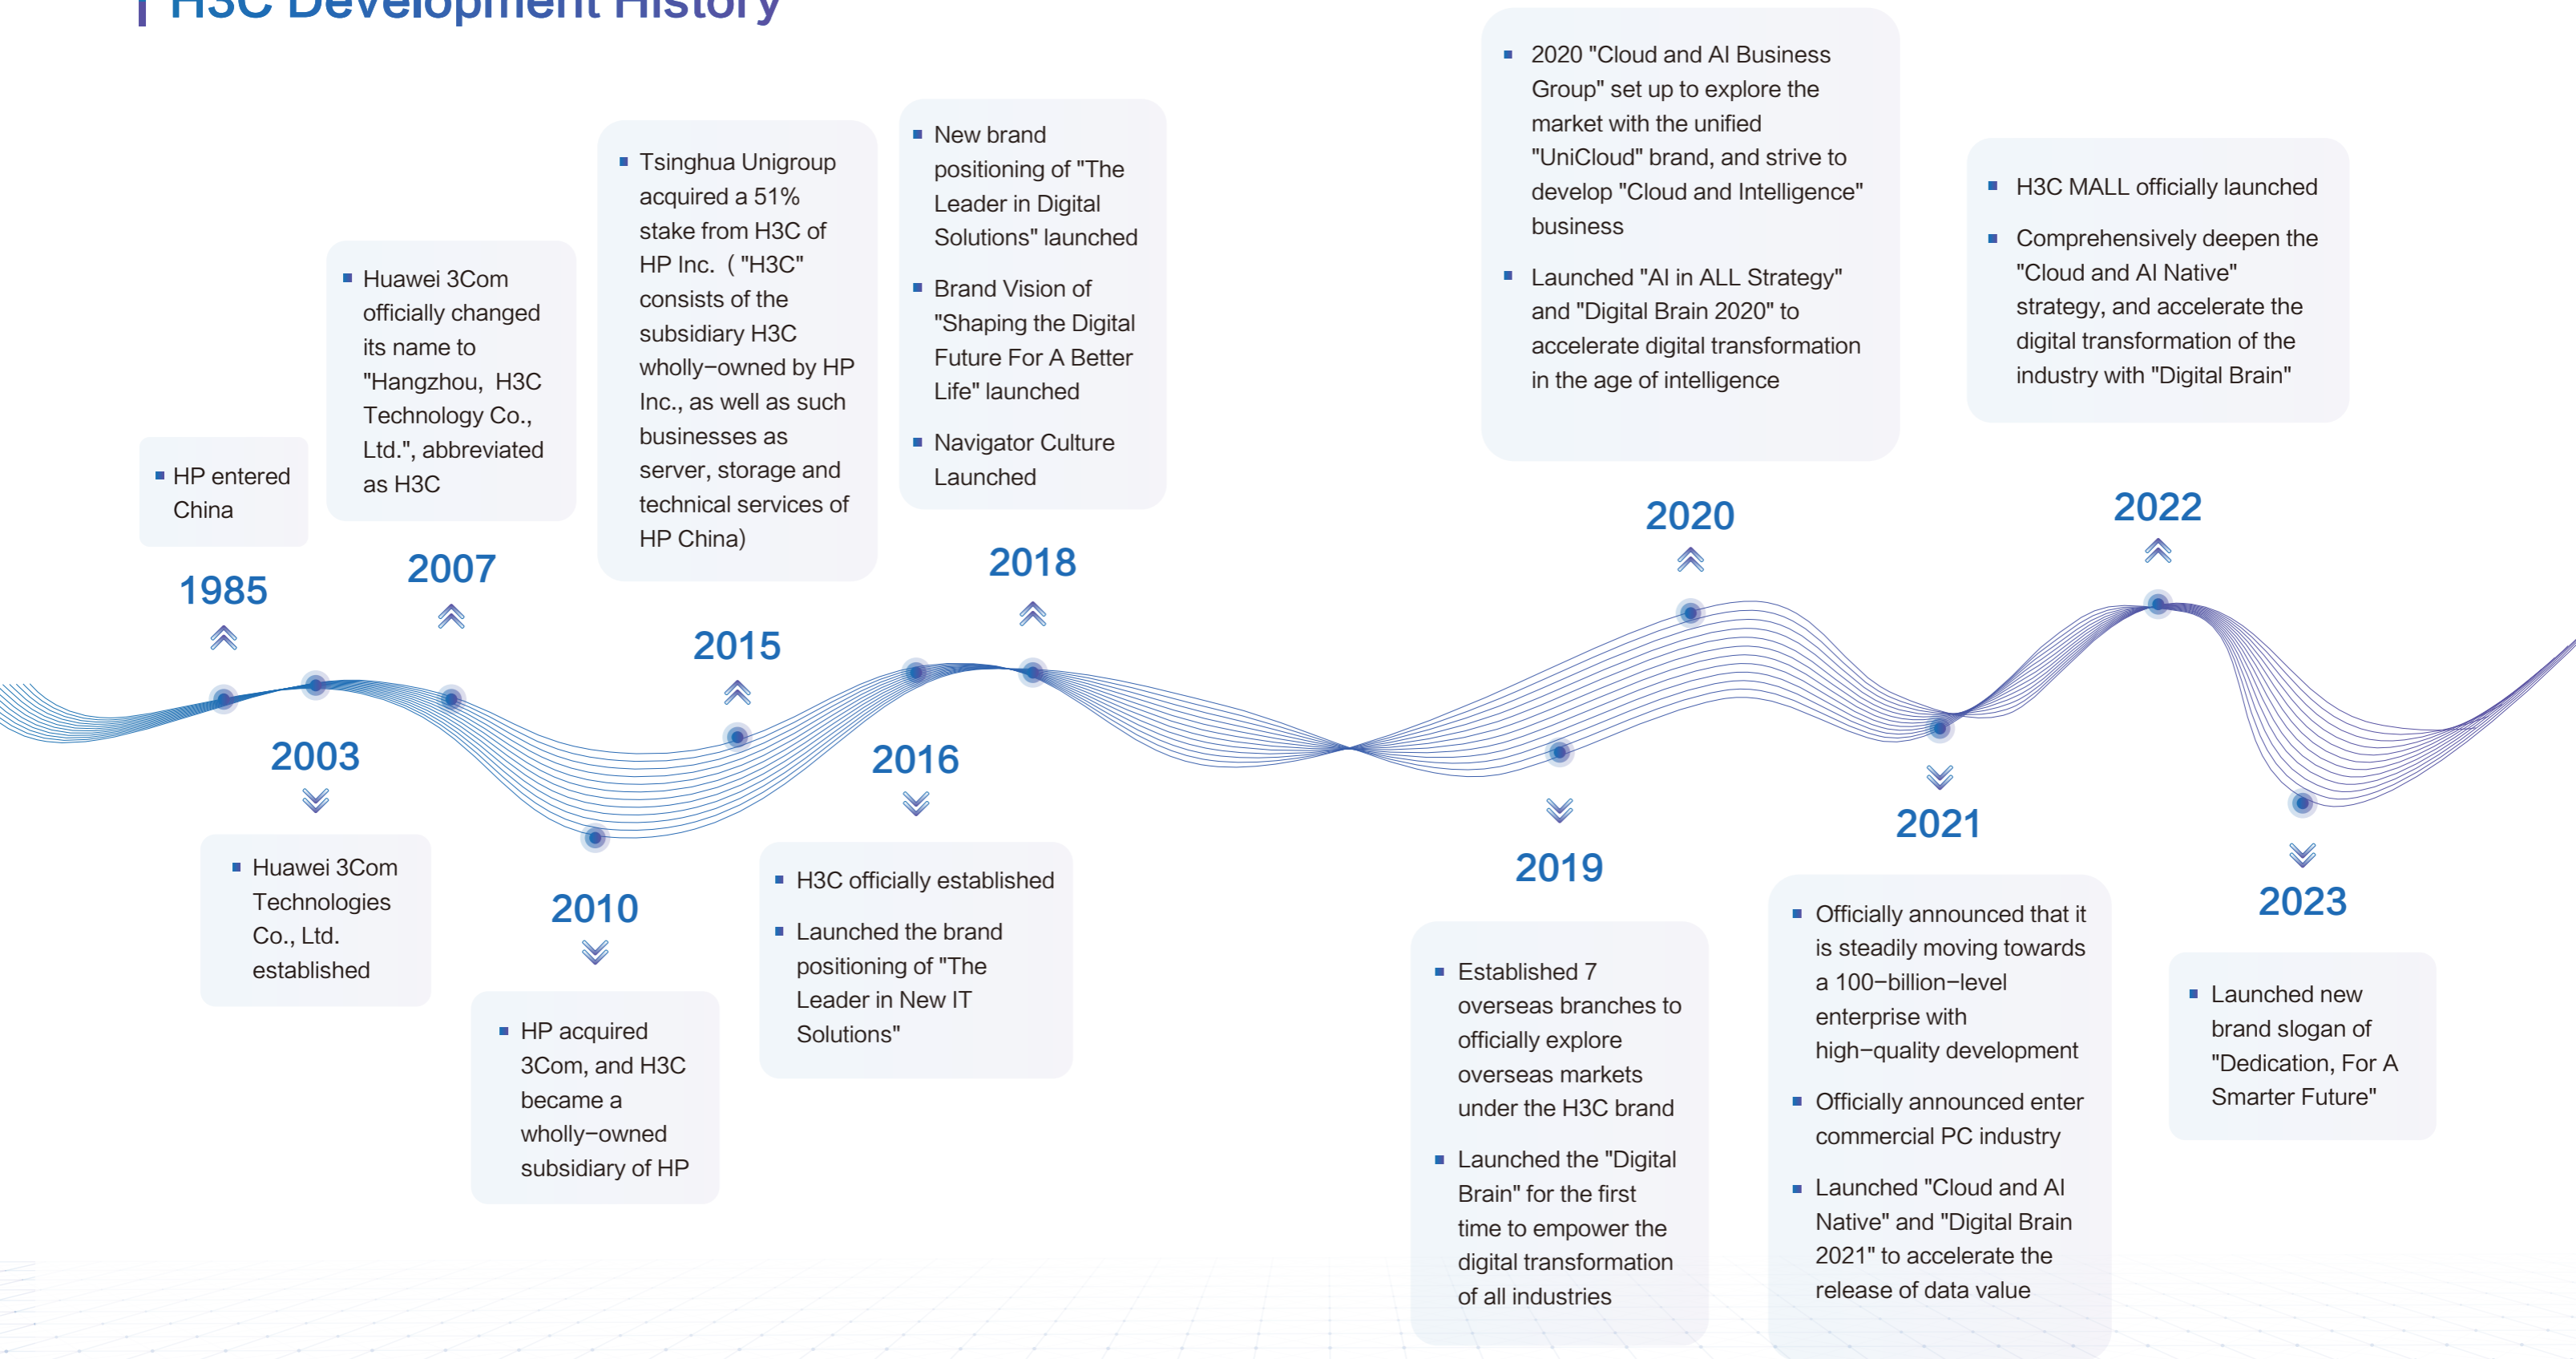 H3C Development History
HP entered
China
1985
2003
Huawei 3Com
Technologies
Co., Ltd.
established
Huawei 3Com
officially changed
its name to
"Hangzhou, H3C
Technology Co.,
Ltd.", abbreviated
as H3C
2007
2010
HP acquired
3Com, and H3C
became a
wholly-owned
subsidiary of HP
Tsinghua Unigroup
acquired a 51%
stake from H3C of
HP Inc. ( "H3C"
consists of the
subsidiary H3C
wholly-owned by HP
Inc., as well as such
businesses as
server, storage and
technical services of
HP China)
2015
2016
H3C officially established
Launched the brand
positioning of "The
Leader in New IT
Solutions"
New brand
positioning of "The
Leader in Digital
Solutions" launched
Brand Vision of
"Shaping the Digital
Future For A Better
Life" launched
Navigator Culture
Launched
2018
2019
Established 7
overseas branches to
officially explore
overseas markets
under the H3C brand
Launched the "Digital
Brain" for the first
time to empower the
digital transformation
of all industries
2020 "Cloud and AI Business
Group" set up to explore the
market with the unified
"UniCloud" brand, and strive to
develop "Cloud and Intelligence"
business
Launched "AI in ALL Strategy"
and "Digital Brain 2020" to
accelerate digital transformation
in the age of intelligence
2020
2021
Officially announced that it
is steadily moving towards
a 100-billion-level
enterprise with
high-quality development
Officially announced enter
commercial PC industry
Launched "Cloud and AI
Native" and "Digital Brain
2021" to accelerate the
release of data value
H3C MALL officially launched
Comprehensively deepen the
"Cloud and AI Native"
strategy, and accelerate the
digital transformation of the
industry with "Digital Brain"
2022
2023
Launched new
brand slogan of
"Dedication, For A
Smarter Future"